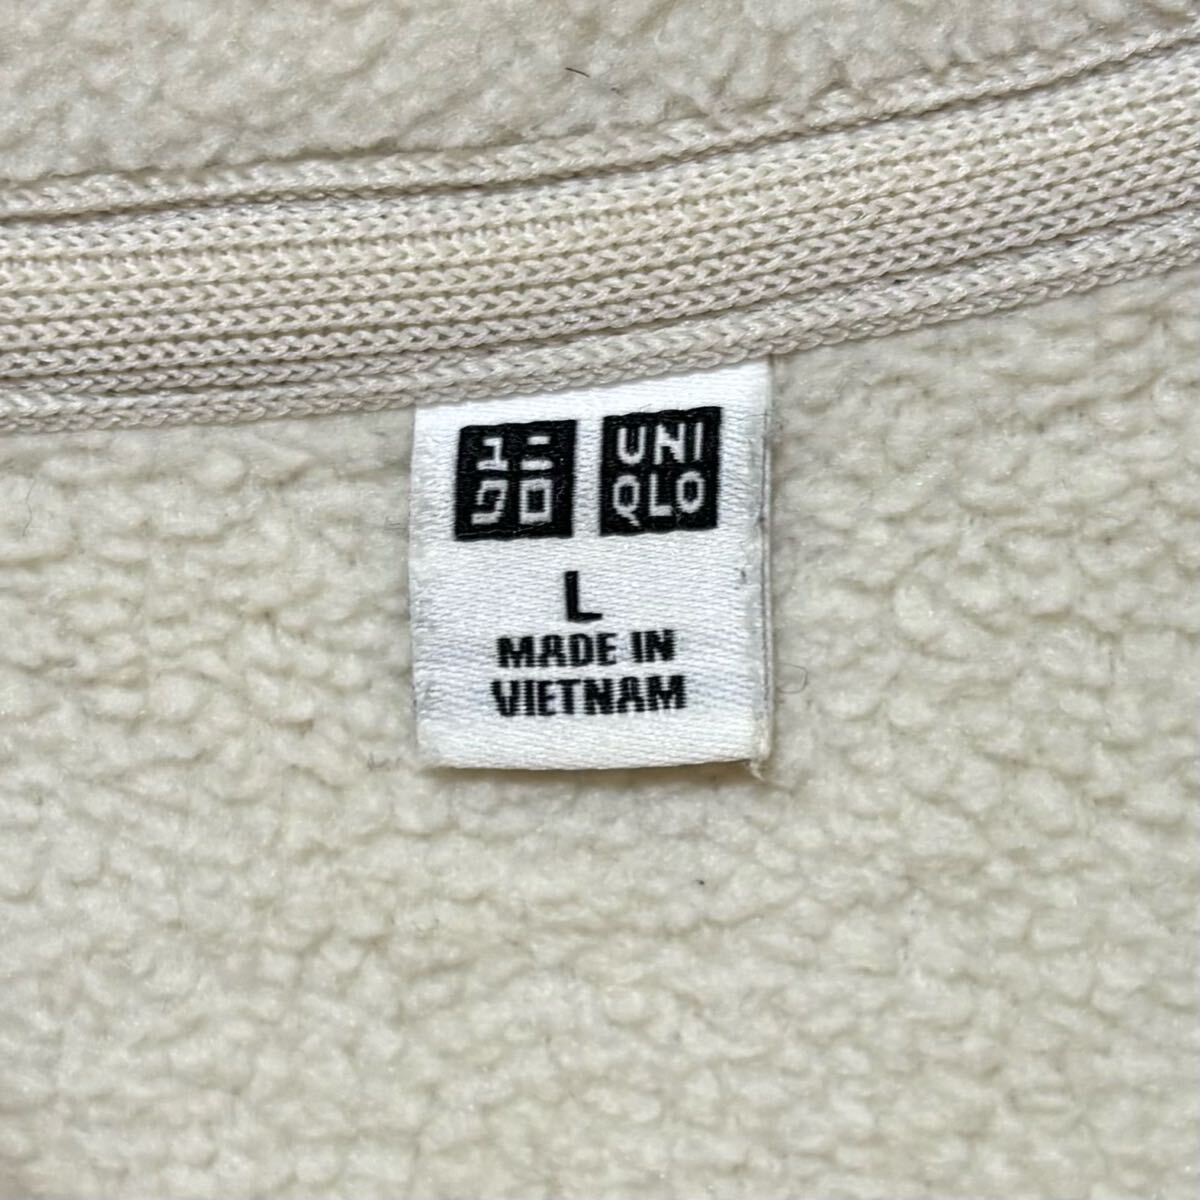 ユニ UNI
クロ QLO
L
MADE IN
VIETNAM